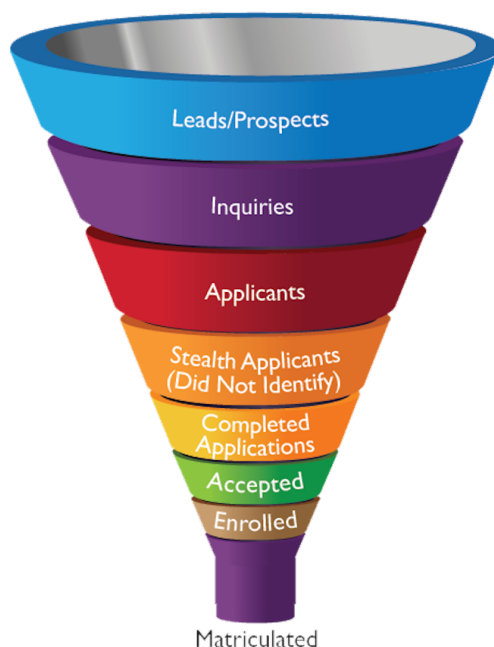 Leads/Prospects
Inquiries
Applicants
Stealth Applicants
(Did Not Identify)
Completed
Applications
Accepted
Enrolled
Matriculated